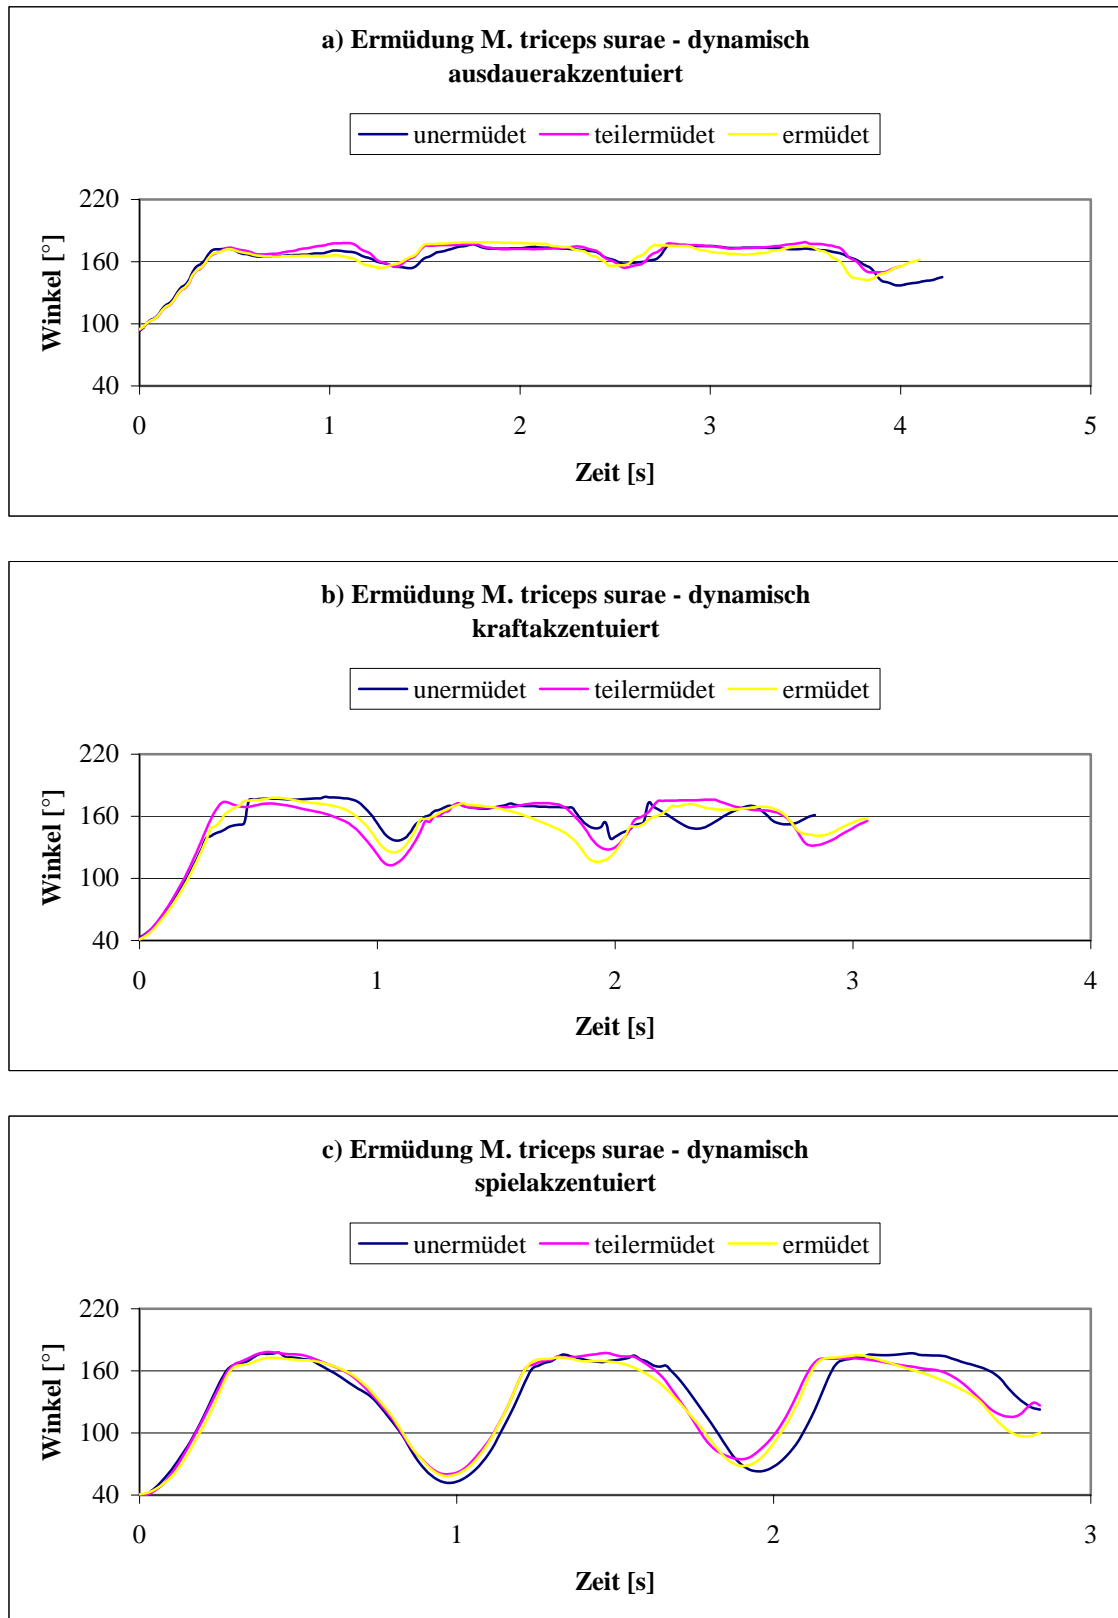 a) Ermüdung M. triceps surae - dynamisch
ausdauerakzentuiert
unermüdet teilermüdet ermüdet
220
160
100
40
Winkel [°]
0 1 2 3 4 5
Zeit [s]
b) Ermüdung M. triceps surae - dynamisch
kraftakzentuiert
unermüdet teilermüdet ermüdet
220
160
100
40
Winkel [°]
0 1 2 3 4
Zeit [s]
c) Ermüdung M. triceps surae - dynamisch
spielakzentuiert
unermüdet teilermüdet ermüdet
220
160
100
40
Winkel [°]
0 1 2 3
Zeit [s]